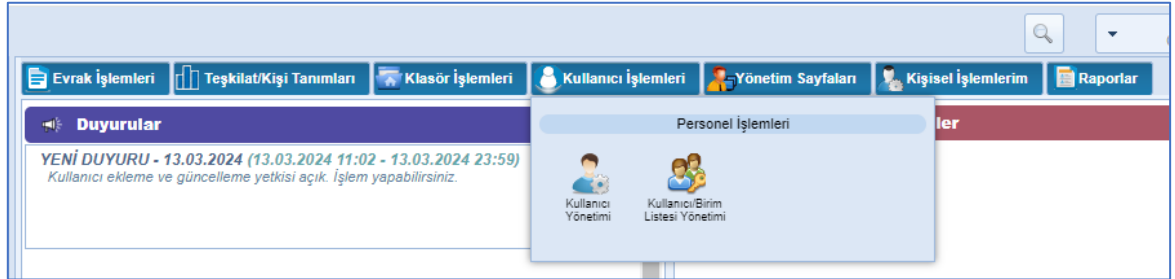 Evrak İşlemleri
Teşkilat/Kişi Tanımları
Klasör İşlemleri
Kullanıcı İşlemleri
Yönetim Sayfaları
Kişisel İşlemlerim
Raporlar
Duyurular
ler
YENİ DUYURU - 13.03.2024 (13.03.2024 11:02 - 13.03.2024 23:59)
Kullanıcı ekleme ve güncelleme yetkisi açık. İşlem yapabilirsiniz.
Personel İşlemleri
Kullanıcı
Yönetimi
Kullanıcı/Birim
Listesi Yönetimi